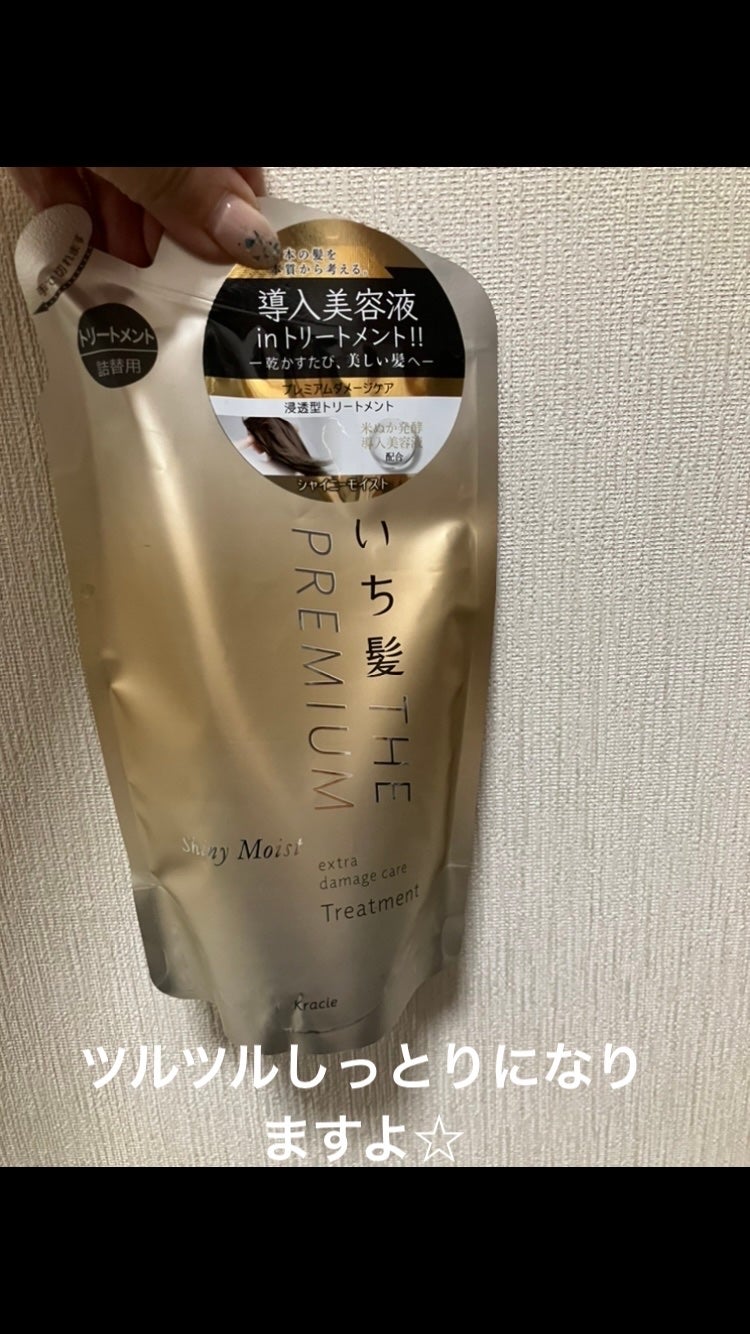 手で切れます
トリートメント
詰替用
本の髪を
本質から考える。
導入美容液
inトリートメント!!
ー乾かすたび、美しい髪へー
プレミアムダメージケア
浸透型トリートメント
米ぬか発酵
導入美容液
配合
シャイニーモイスト
いち髪 THE
PREMIUM
Shiny Moist
extra
damage care
Treatment
Kracie
ツルツルしっとりになり
ますよ☆